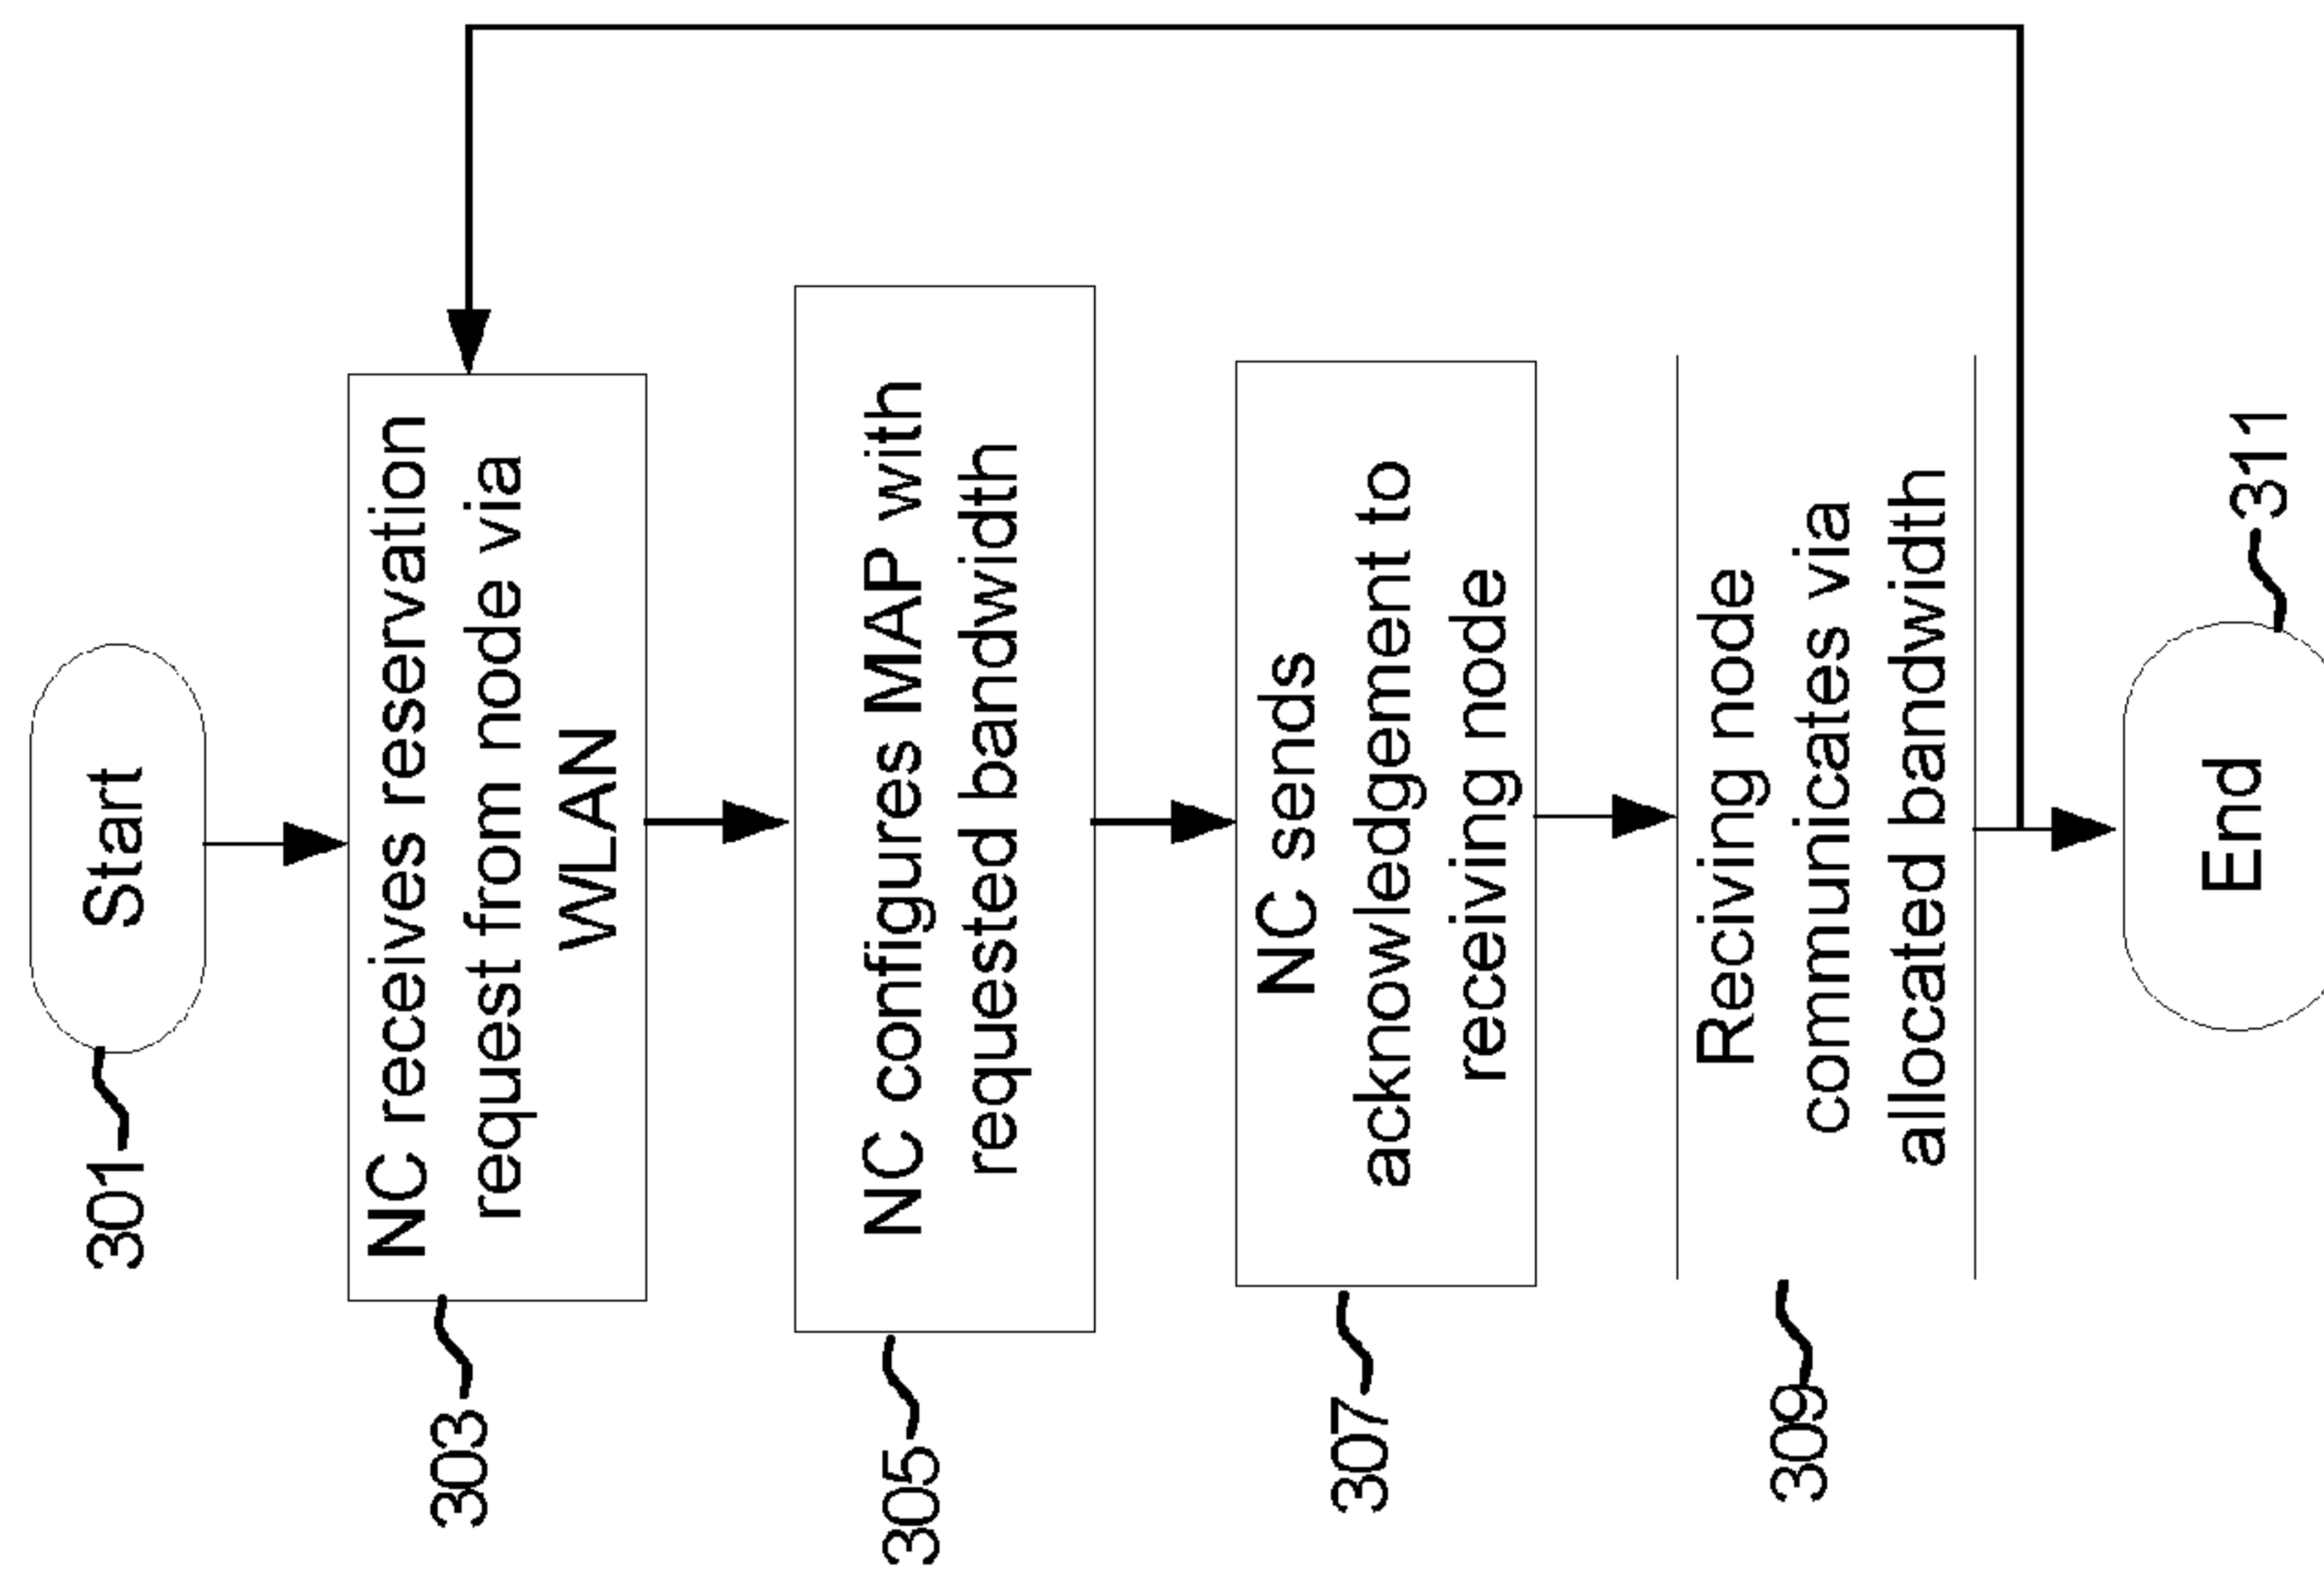 Start
301
NC receives reservation
request from node via
WLAN
303
NC configures MAP with
requested bandwidth
305
NC sends
acknowledgement to
receiving node
307
Reciving node
communicates via
allocated bandwidth
309
End
311